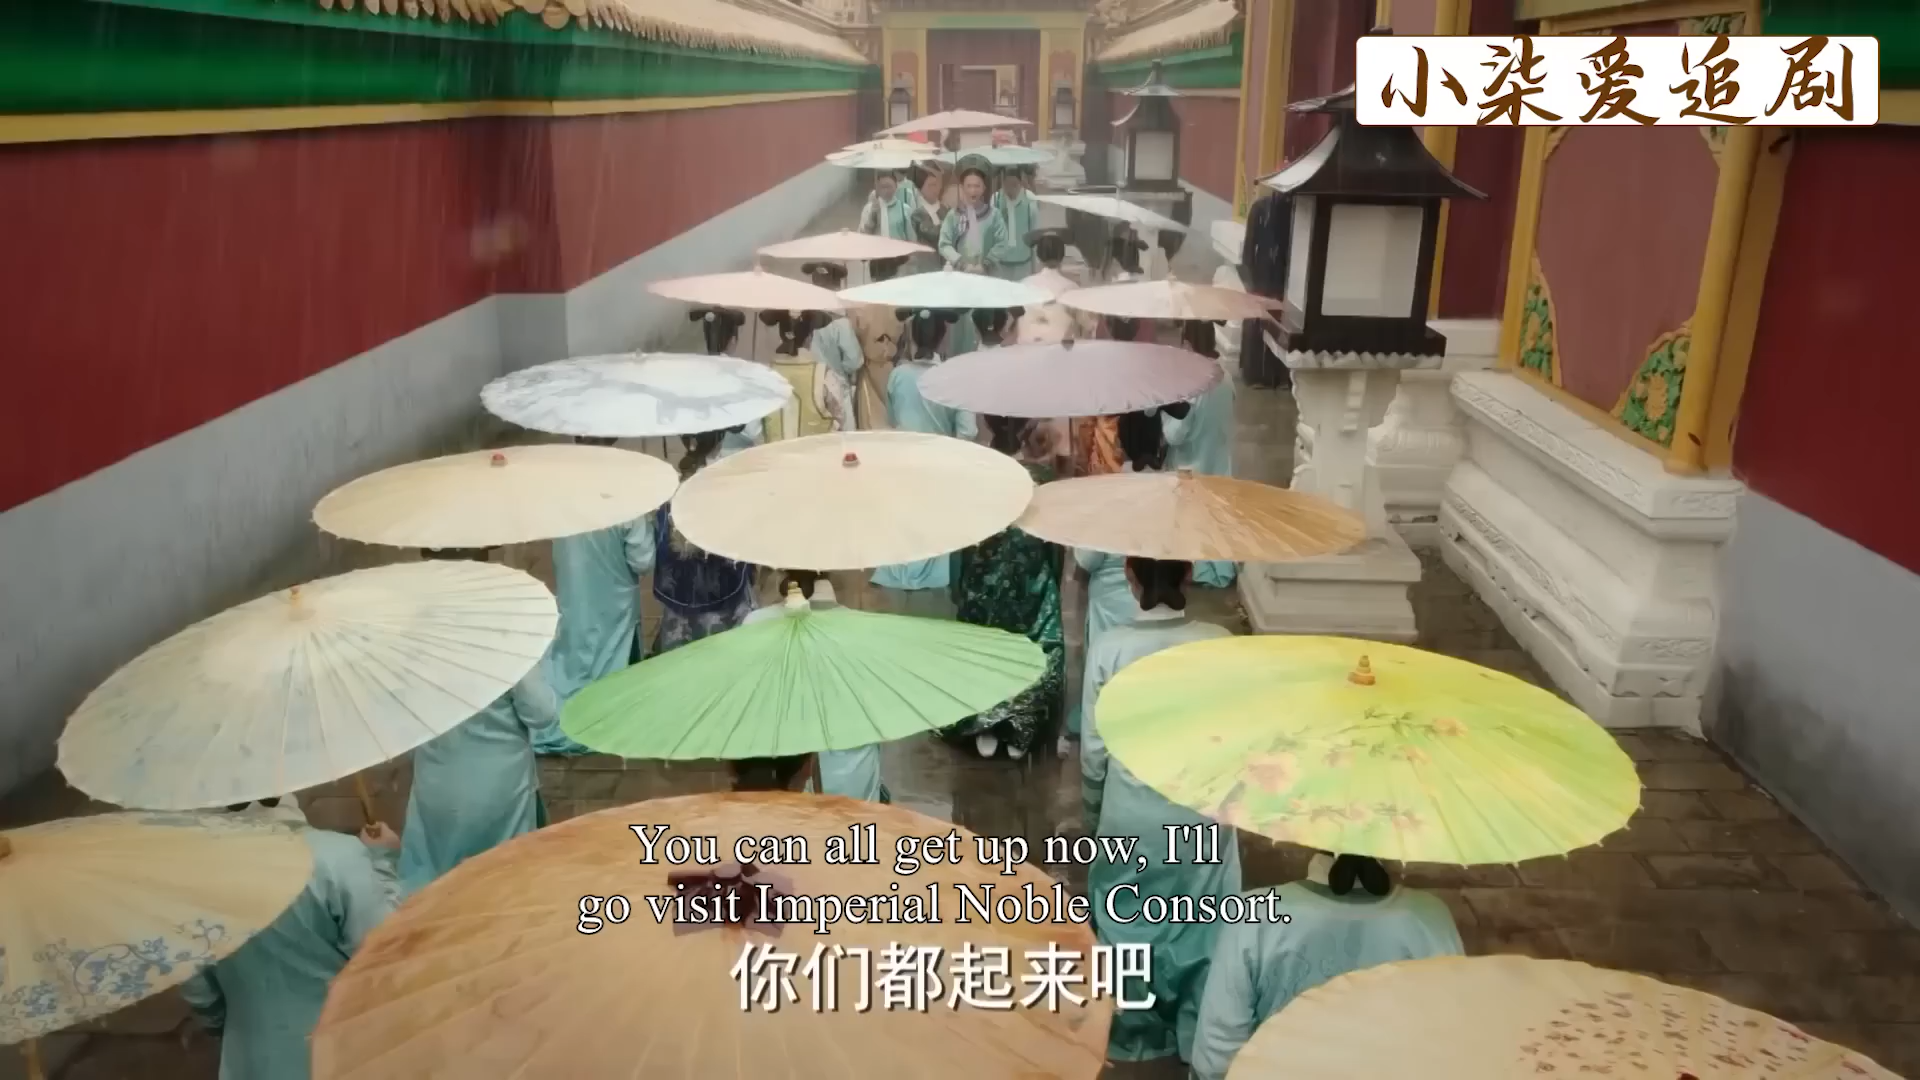 小柒爱追剧
You can all get up now, I'll
go visit Imperial Noble Consort.
你们都起来吧